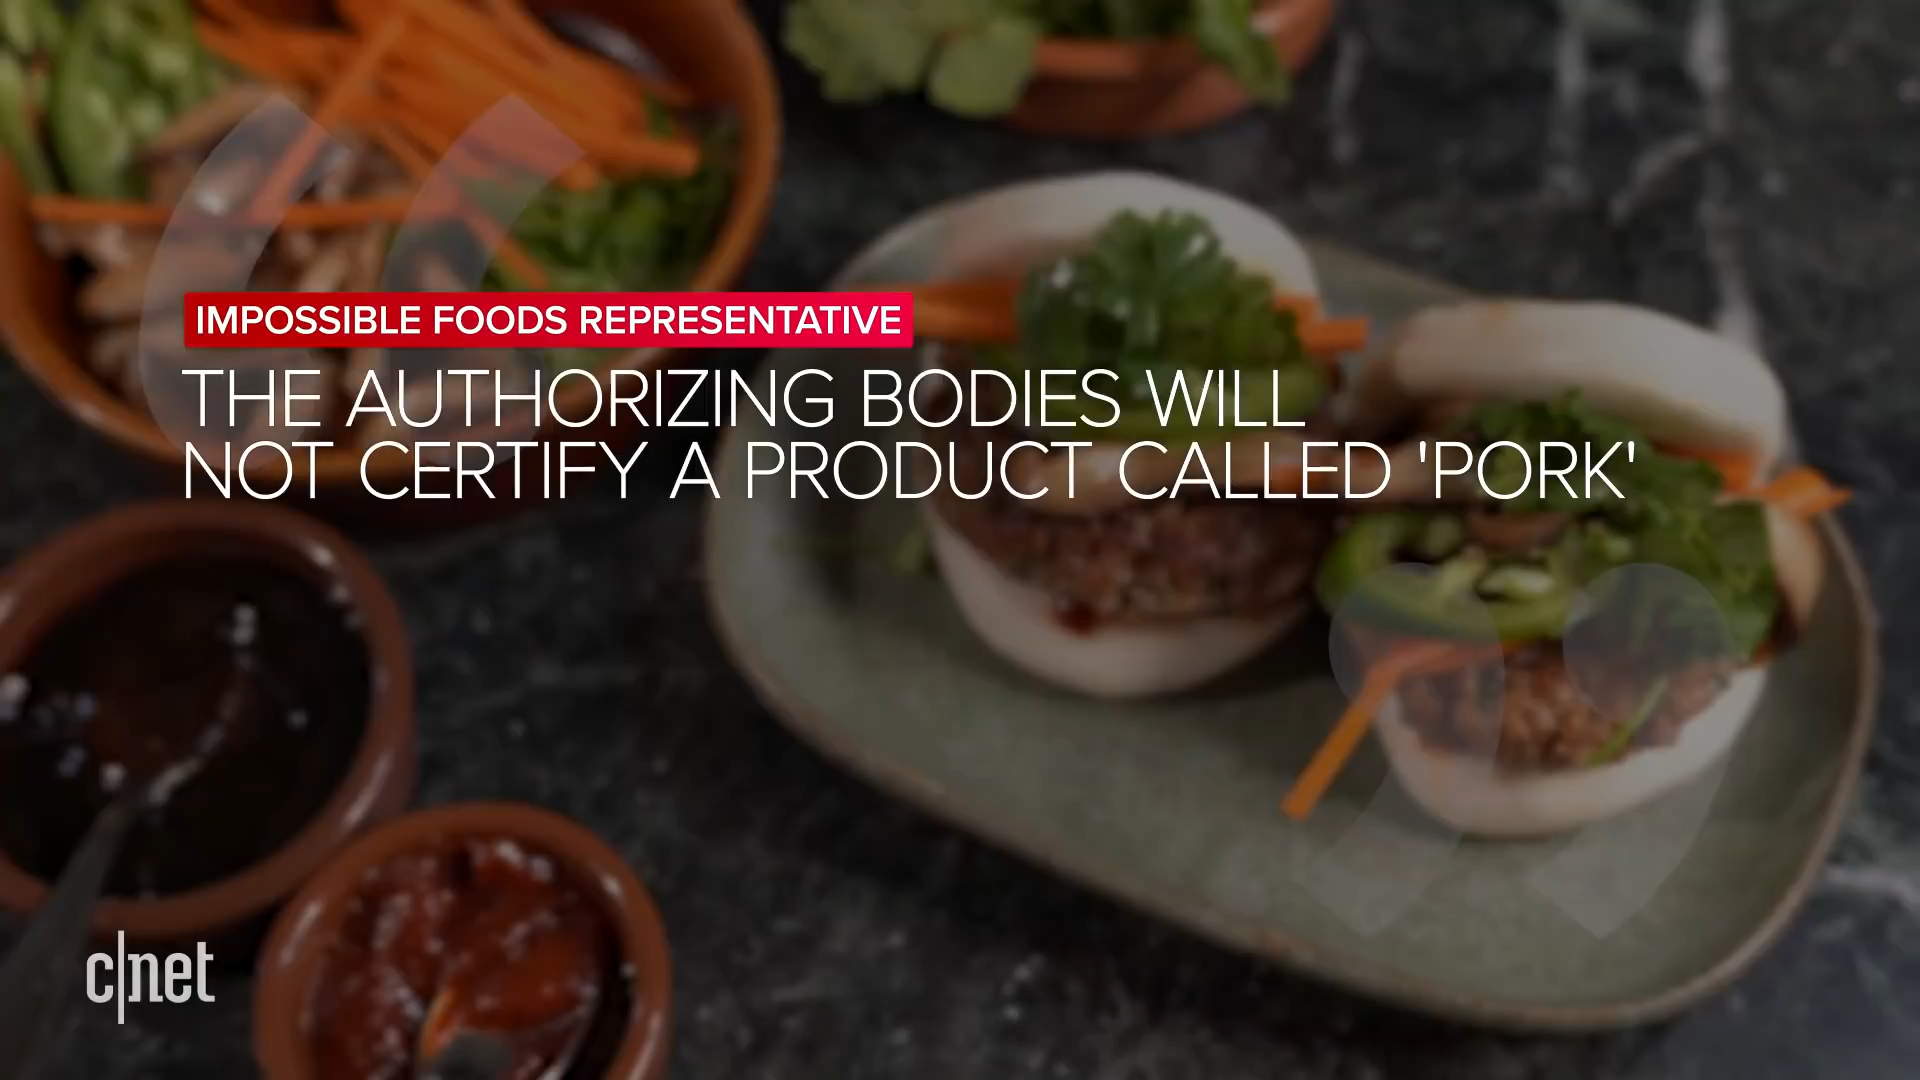 IMPOSSIBLE FOODS REPRESENTATIVE
THE AUTHORIZING BODIES WILL
NOT CERTIFY A PRODUCT CALLED 'PORK'
c|net